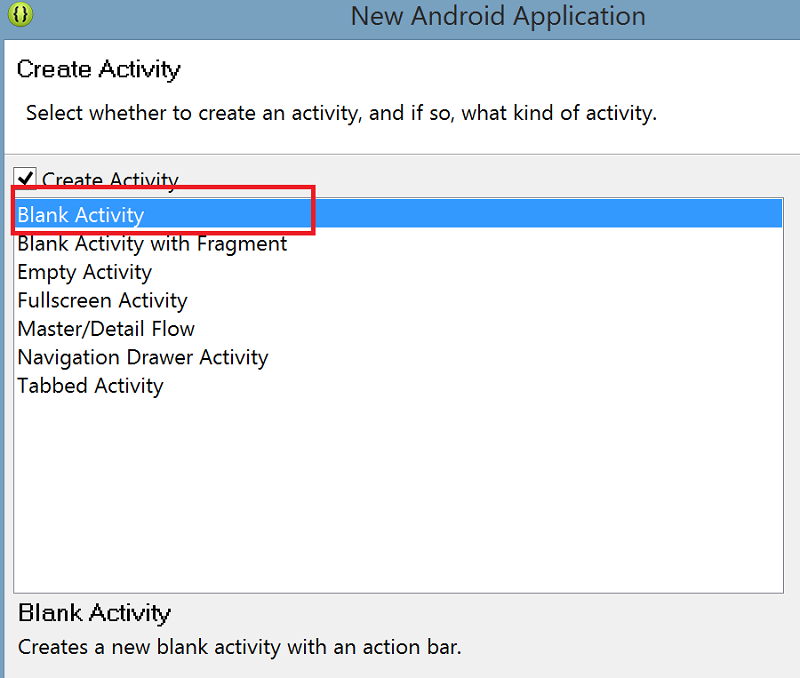 New Android Application
Create Activity
Select whether to create an activity, and if so, what kind of activity.
Create Activity
Blank Activity
Blank Activity with Fragment
Empty Activity
Fullscreen Activity
Master/Detail Flow
Navigation Drawer Activity
Tabbed Activity
Blank Activity
Creates a new blank activity with an action bar.